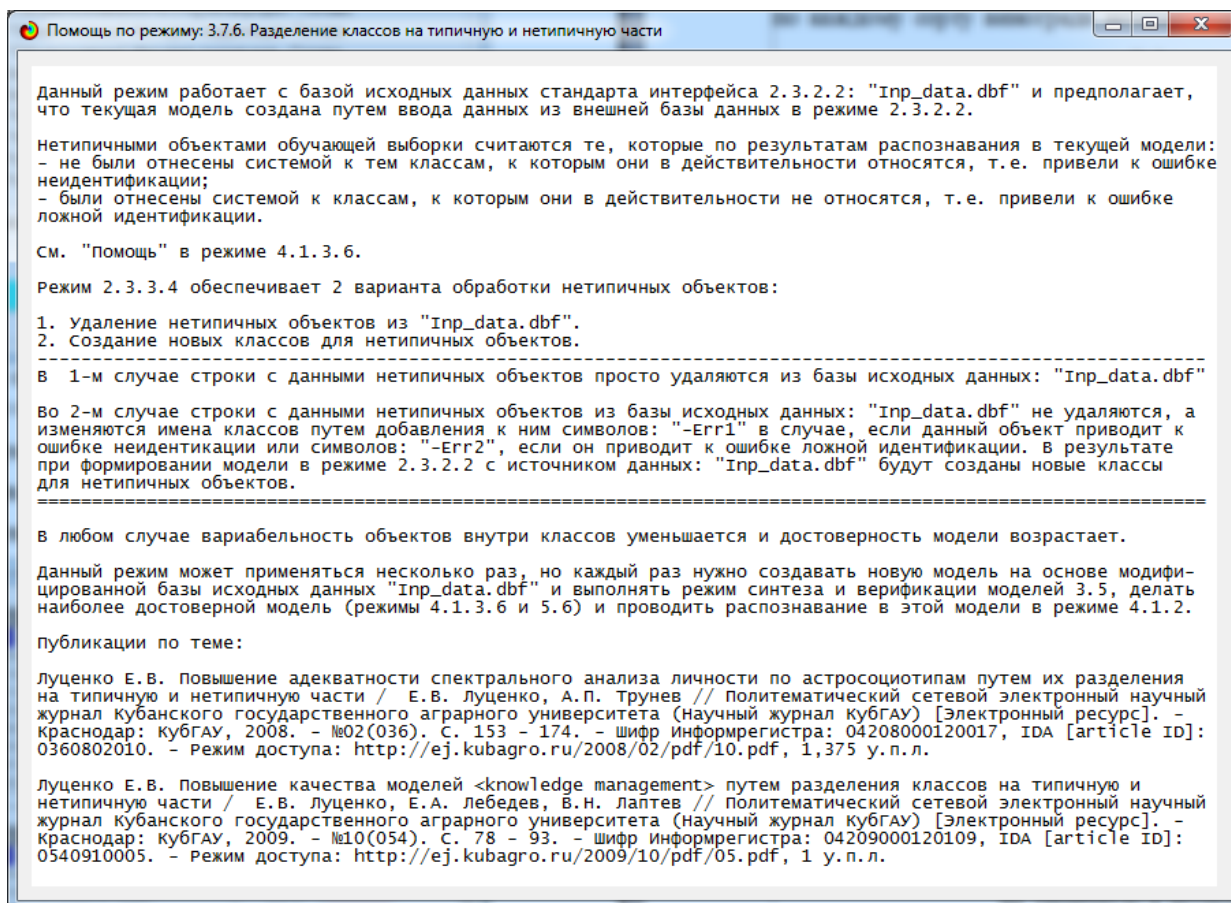 Помощь по режиму: 3.7.6. Разделение классов на типичную и нетипичную части
Данный режим работает с базой исходных данных стандарта интерфейса 2.3.2.2: "Inp_data.dbf" и предполагает,
что текущая модель создана путем ввода данных из внешней базы данных в режиме 2.3.2.2.
Нетипичными объектами обучающей выборки считаются те, которые по результатам распознавания в текущей модели:
- не были отнесены системой к тем классам, к которым они в действительности относятся, т.е. привели к ошибке
неидентификации;
- были отнесены системой к классам, к которым они в действительности не относятся, т.е. привели к ошибке
ложной идентификации.
См. "Помощь" в режиме 4.1.3.6.
Режим 2.3.3.4 обеспечивает 2 варианта обработки нетипичных объектов:
1. Удаление нетипичных объектов из "Inp_data.dbf".
2. Создание новых классов для нетипичных объектов.
В  1-м случае строки с данными нетипичных объектов просто удаляются из базы исходных данных: "Inp_data.dbf"
Во 2-м случае строки с данными нетипичных объектов из базы исходных данных: "Inp_data.dbf" не удаляются, а
изменяются имена классов путем добавления к ним символов: "-Err1" в случае, если данный объект приводит к
ошибке неидентикации или символов: "-Err2", если он приводит к ошибке ложной идентификации. В результате
при формировании модели в режиме 2.3.2.2 с источником данных: "Inp_data.dbf" будут созданы новые классы
для нетипичных объектов.
В любом случае вариабельность объектов внутри классов уменьшается и достоверность модели возрастает.
Данный режим может применяться несколько раз, но каждый раз нужно создавать новую модель на основе модифи-
цированной базы исходных данных "Inp_data.dbf" и выполнять режим синтеза и верификации моделей 3.5, делать
наиболее достоверной модель (режимы 4.1.3.6 и 5.6) и проводить распознавание в этой модели в режиме 4.1.2.
Публикации по теме:
Луценко Е.В. Повышение адекватности спектрального анализа личности по астросоциотипам путем их разделения
на типичную и нетипичную части /  Е.В. Луценко, А.П. Трунев // Политематический сетевой электронный научный
журнал Кубанского государственного аграрного университета (Научный журнал КубГАУ) [Электронный ресурс]. -
Краснодар: КубГАУ, 2008. - №02(036). С. 153 - 174. - Шифр Информрегистра: 04208000120017, IDA [article ID]:
0360802010. - Режим доступа: http://ej.kubagro.ru/2008/02/pdf/10.pdf, 1,375 у.п.л.
Луценко Е.В. Повышение качества моделей <knowledge management> путем разделения классов на типичную и
нетипичную части /  Е.В. Луценко, Е.А. Лебедев, В.Н. Лаптев // Политематический сетевой электронный научный
журнал Кубанского государственного аграрного университета (Научный журнал КубГАУ) [Электронный ресурс]. -
Краснодар: КубГАУ, 2009. - №10(054). С. 78 - 93. - Шифр Информрегистра: 04209000120109, IDA [article ID]:
0540910005. - Режим доступа: http://ej.kubagro.ru/2009/10/pdf/05.pdf, 1 у.п.л.